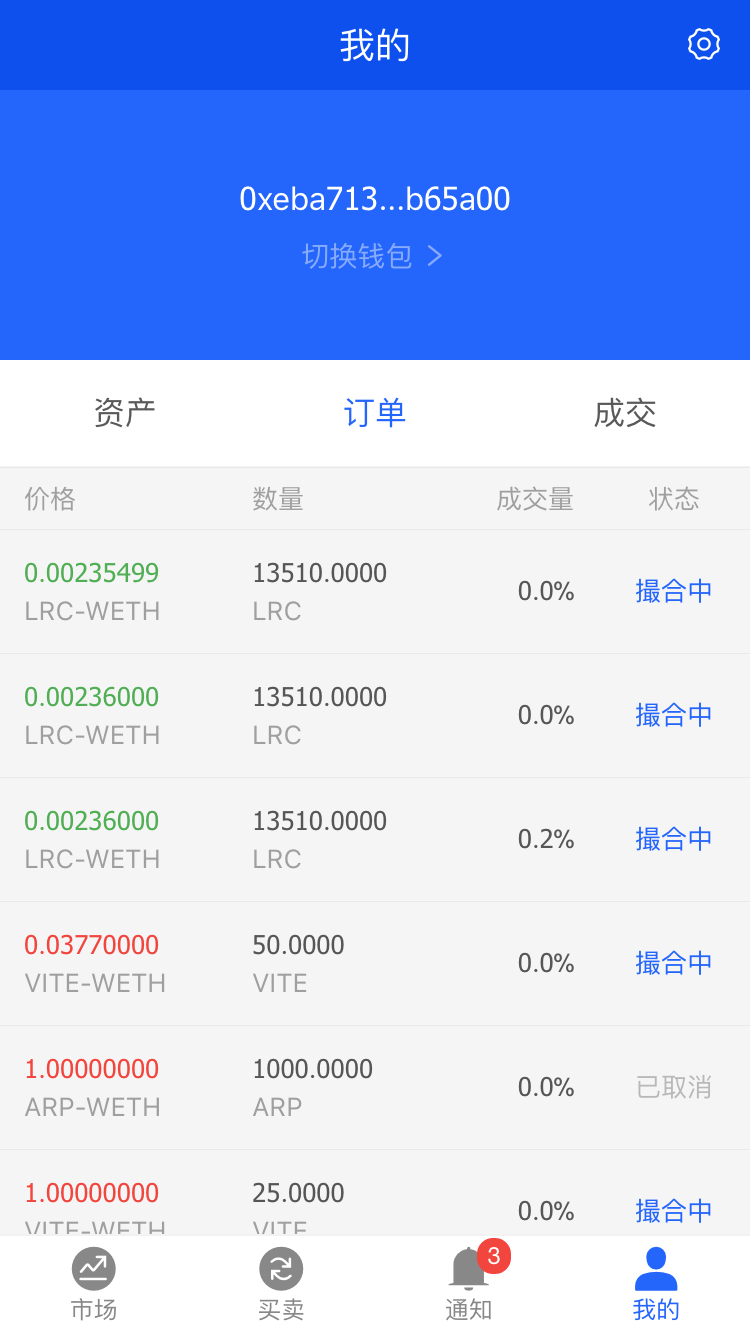 我的
0xeba713...b65a00
切换钱包 >
资产 订单 成交
价格 数量 成交量 状态
0.00235499 13510.0000 0.0% 撮合中
LRC-WETH LRC
0.00236000 13510.0000 0.0% 撮合中
LRC-WETH LRC
0.00236000 13510.0000 0.2% 撮合中
LRC-WETH LRC
0.03770000 50.0000 0.0% 撮合中
VITE-WETH VITE
1.00000000 1000.0000 0.0% 已取消
ARP-WETH ARP
1.00000000 25.0000 0.0% 撮合中
VITE-WETH VITE
3
市场 买卖 通知 我的